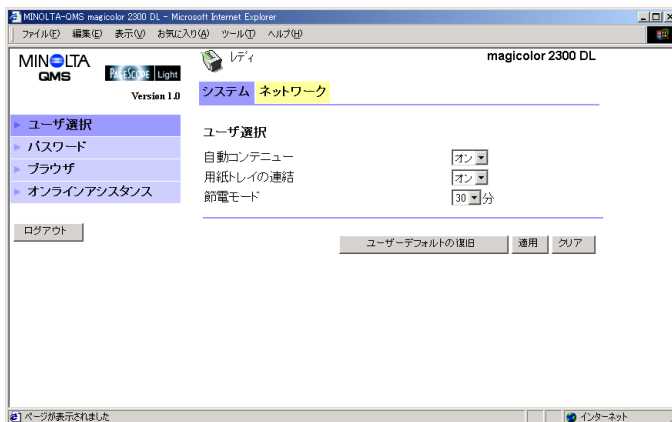 MINOLTA-QMS magicolor 2300 DL - Microsoft Internet Explorer
ファイル(F) 編集(E) 表示(V) お気に入り(A) ツール(T) ヘルプ(H)
MINOLTA
QMS
PAGESCOPE Light
Version 1.0
レディ
magicolor 2300 DL
システム ネットワーク
ユーザ選択
パスワード
ブラウザ
オンラインアシスタンス
ログアウト
ユーザ選択
自動コンテニュー オン
用紙トレイの連結 オン
節電モード 30 分
ユーザーデフォルトの復旧 適用 クリア
ページが表示されました
インターネット